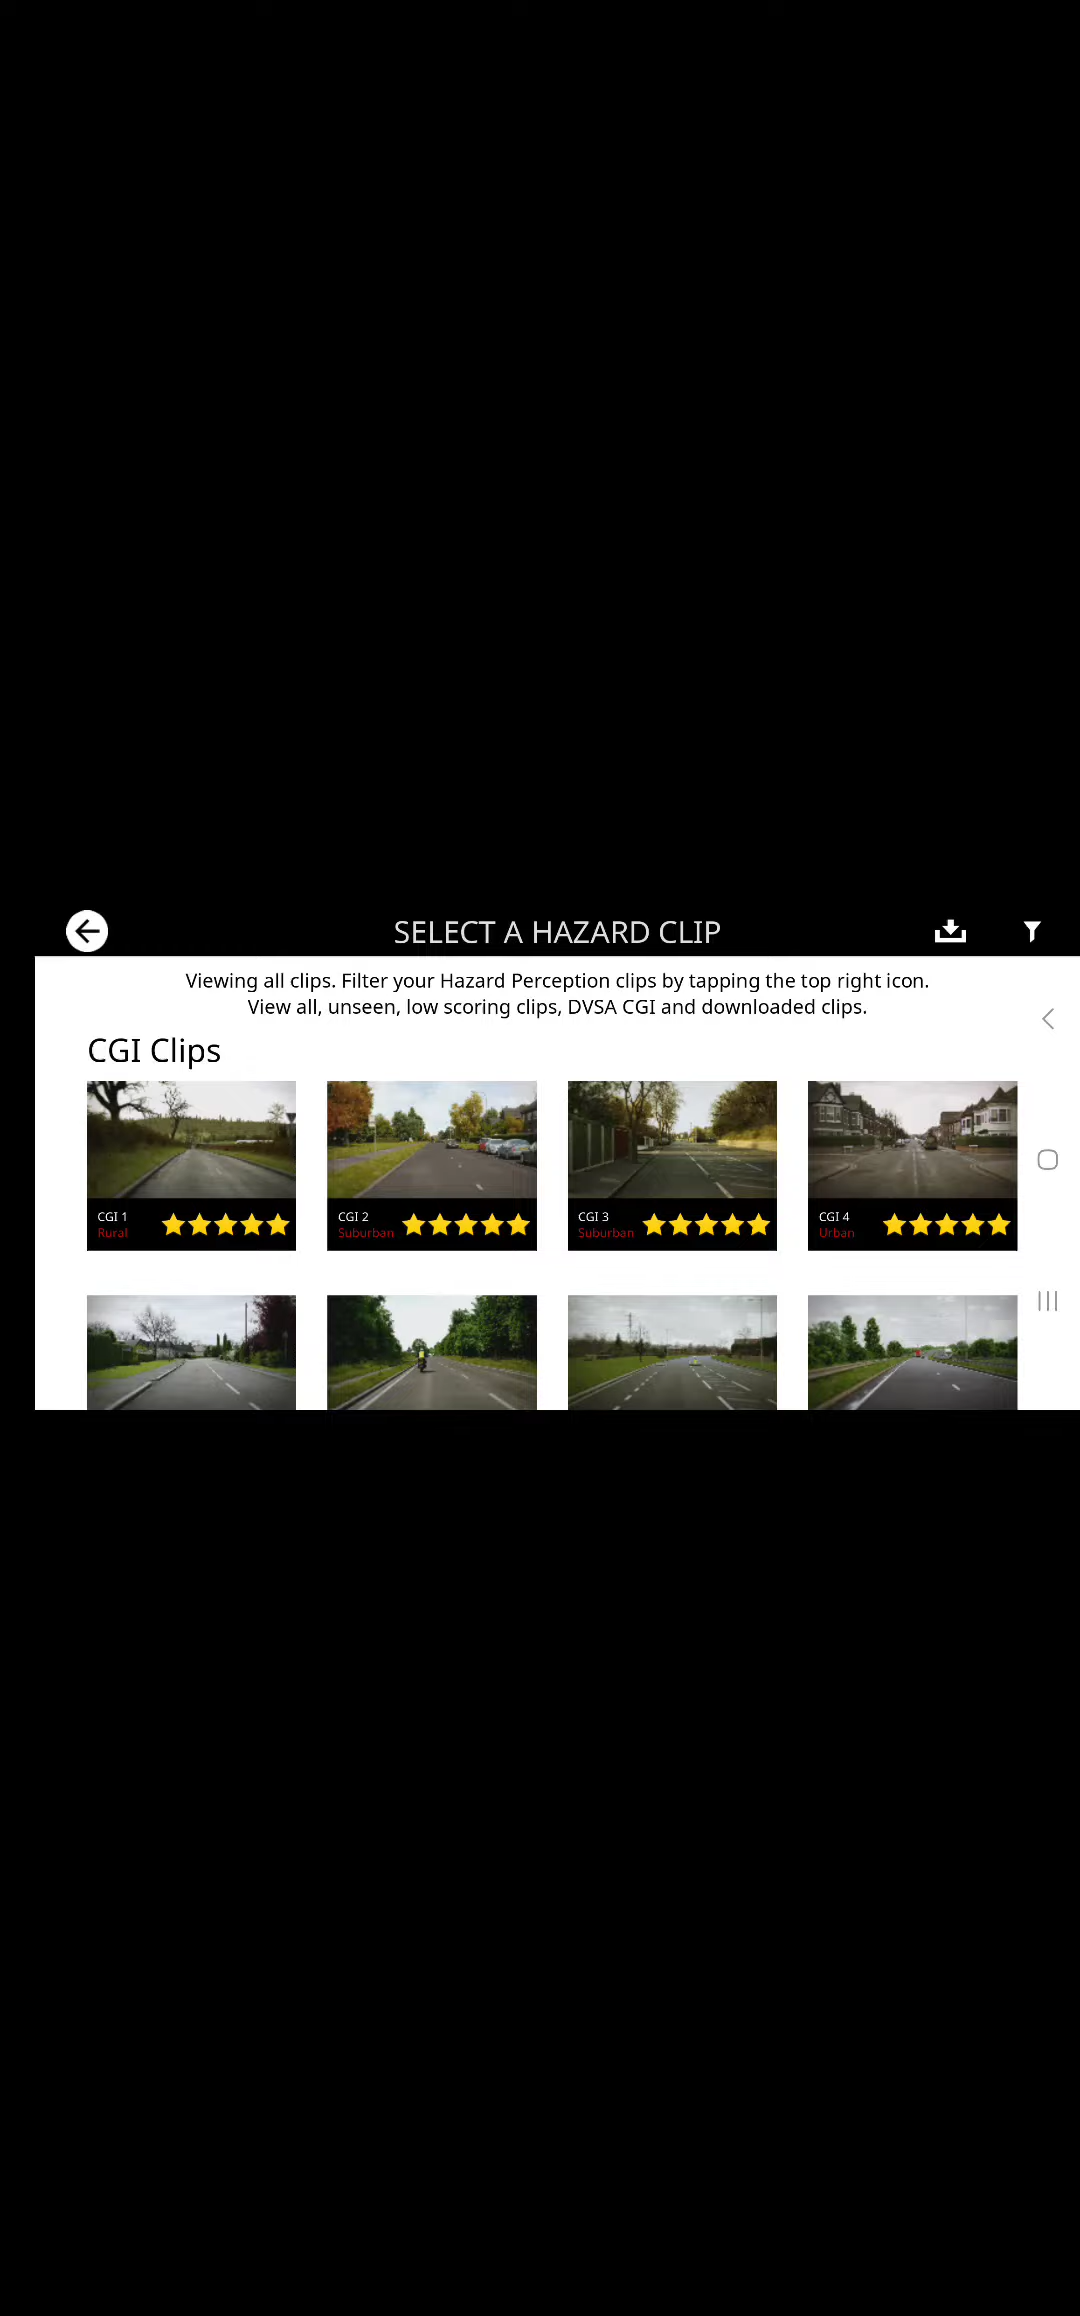 SELECT A HAZARD CLIP
Viewing all clips. Filter your Hazard Perception clips by tapping the top right icon.
View all, unseen, low scoring clips, DVSA CGI and downloaded clips.
CGI Clips
CGI 1
Rural
CGI 2
Suburban
CGI 3
Suburban
CGI 4
Urban